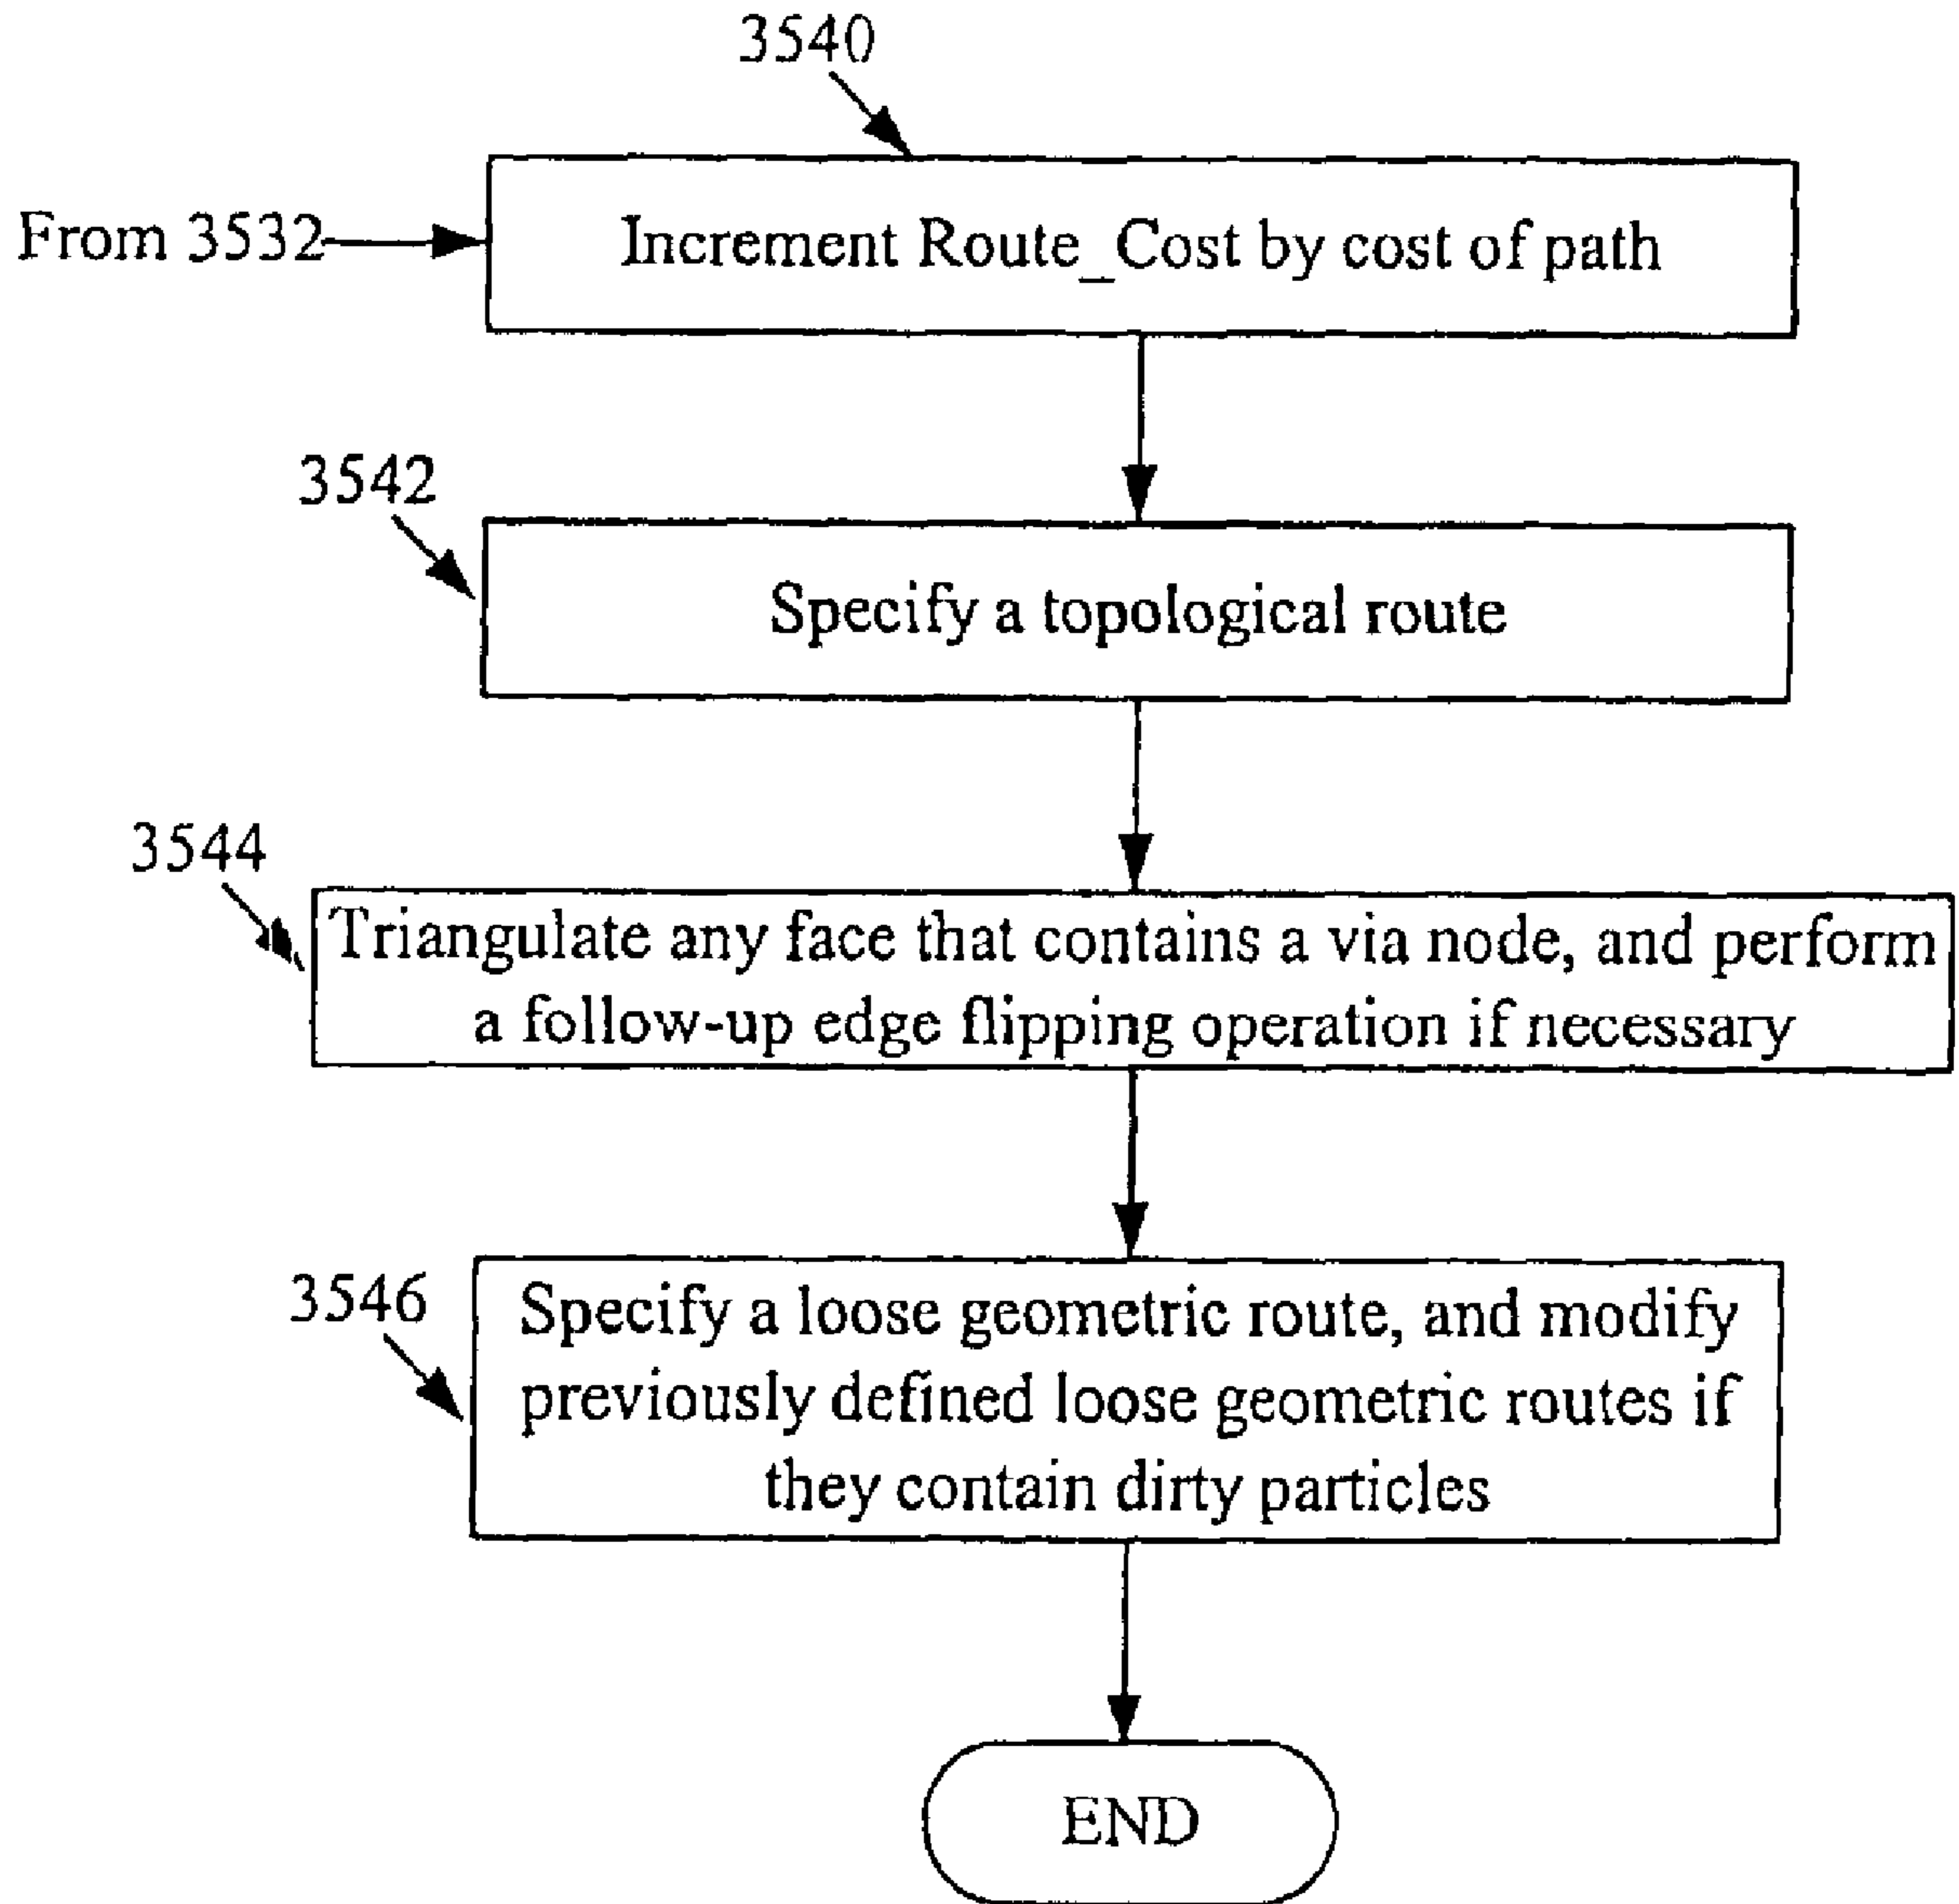 3540
From 3532
Increment Route_Cost by cost of path
3542
Specify a topological route
3544
Triangulate any face that contains a via node, and perform
a follow-up edge flipping operation if necessary
3546
Specify a loose geometric route, and modify
previously defined loose geometric routes if
they contain dirty particles
END